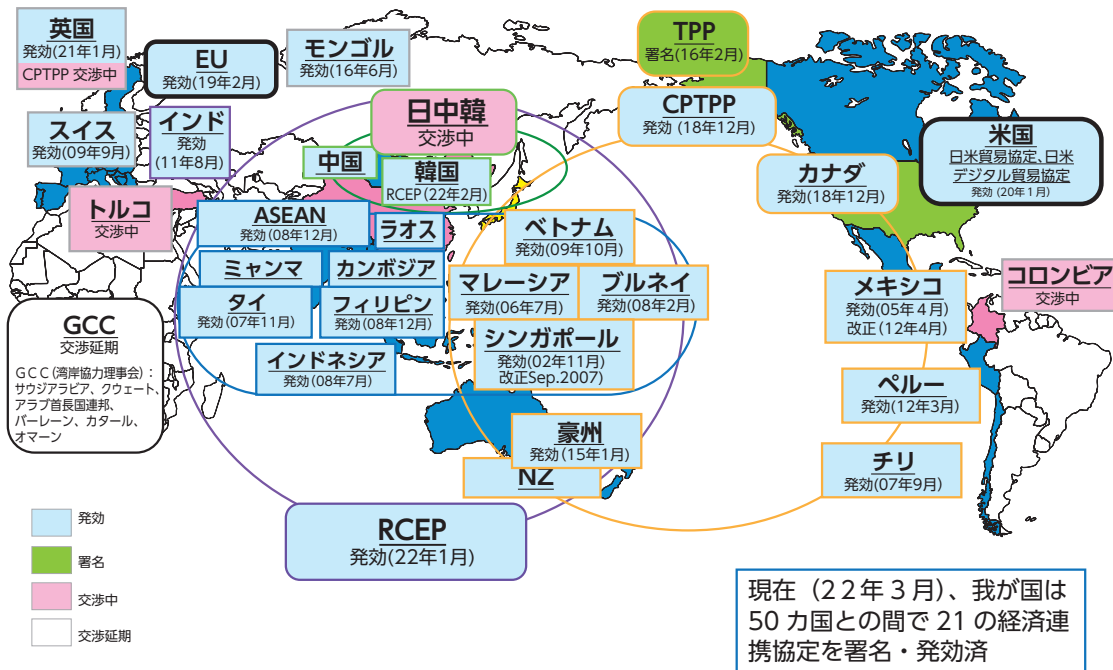 英国
発効(21年1月)
CPTPP 交渉中
EU
発効(19年2月)
モンゴル
発効(16年6月)
TPP
署名(16年2月)
スイス
発効(09年9月)
インド
発効
(11年8月)
日中韓
交渉中
中国
韓国
RCEP(22年2月)
CPTPP
発効 (18年12月)
カナダ
(18年12月)
米国
日米貿易協定、日米
デジタル貿易協定
発効 (20年1月)
トルコ
交渉中
ASEAN
発効(08年12月)
ラオス
ベトナム
発効(09年10月)
ミャンマ
カンボジア
マレーシア
発効(06年7月)
ブルネイ
発効(08年2月)
タイ
発効(07年11月)
フィリピン
発効(08年12月)
シンガポール
発効(02年11月)
改正Sep.2007)
インドネシア
発効(08年7月)
メキシコ
発効(05年4月)
改正(12年4月)
コロンビア
交渉中
GCC
交渉延期
GCC(湾岸協力理事会):
サウジアラビア、クウェート、
アラブ首長国連邦、
バーレーン、カタール、
オマーン
ペルー
発効(12年3月)
豪州
発効(15年1月)
NZ
チリ
発効(07年9月)
RCEP
発効(22年1月)
発効
署名
交渉中
交渉延期
現在（22年3月)、我が国は
50 カ国との間で 21 の経済連
携協定を署名・発効済